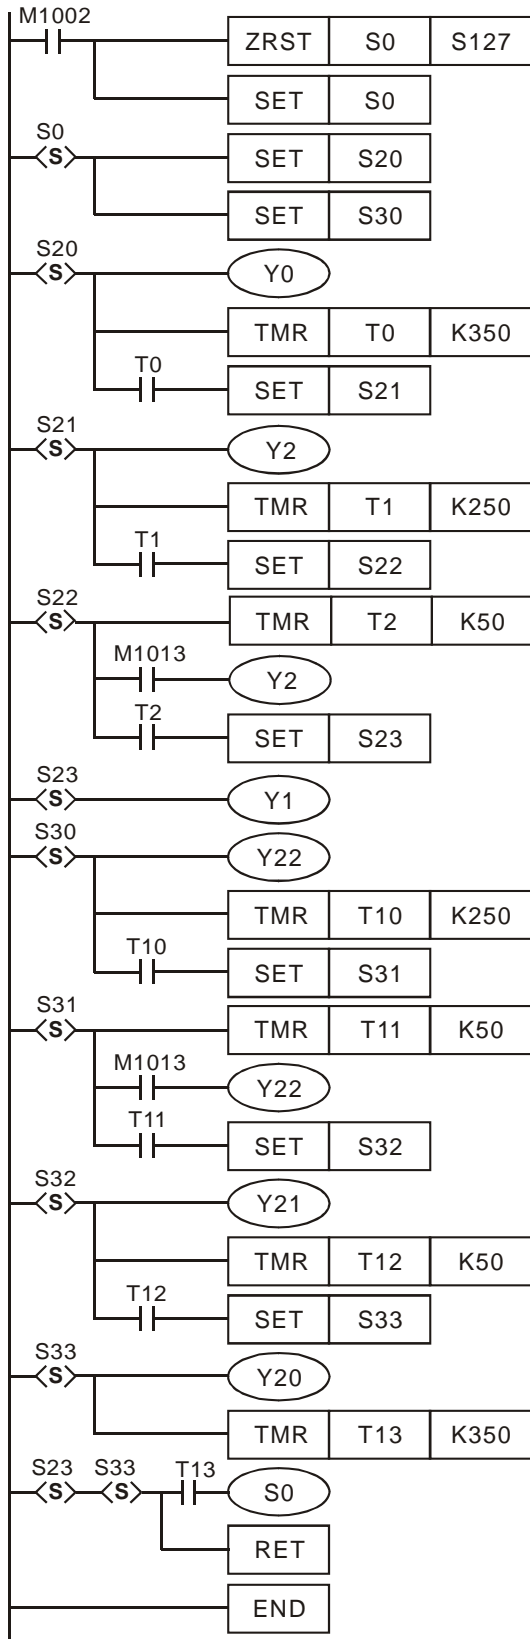 M1002
ZRST S0 S127
SET S0
S0
S
SET S20
SET S30
S20
S
Y0
TMR T0 K350
T0
SET S21
S21
S
Y2
TMR T1 K250
T1
SET S22
S22
S
TMR T2 K50
M1013
Y2
T2
SET S23
S23
S
Y1
S30
S
Y22
TMR T10 K250
T10
SET S31
S31
S
TMR T11 K50
M1013
Y22
T11
SET S32
S32
S
Y21
TMR T12 K50
T12
SET S33
S33
S
Y20
TMR T13 K350
S23 S33 T13
S S
S0
RET
END